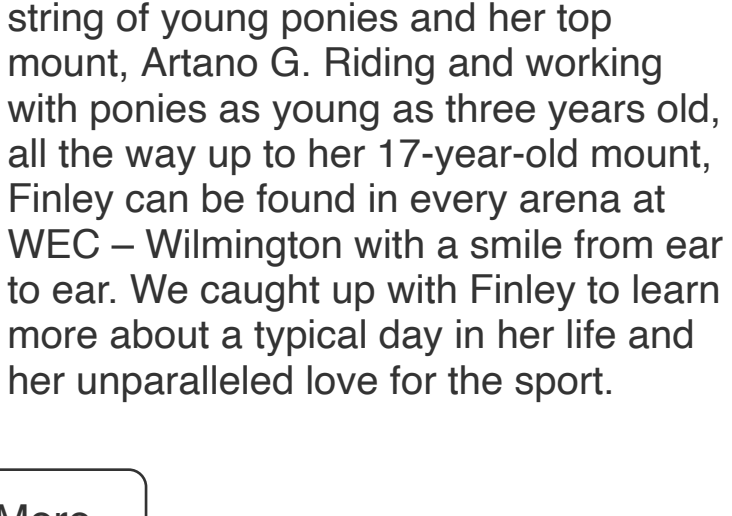 string of young ponies and her top
mount, Artano G. Riding and working
with ponies as young as three years old,
all the way up to her 17-year-old mount,
Finley can be found in every arena at
WEC – Wilmington with a smile from ear
to ear. We caught up with Finley to learn
more about a typical day in her life and
her unparalleled love for the sport.
More